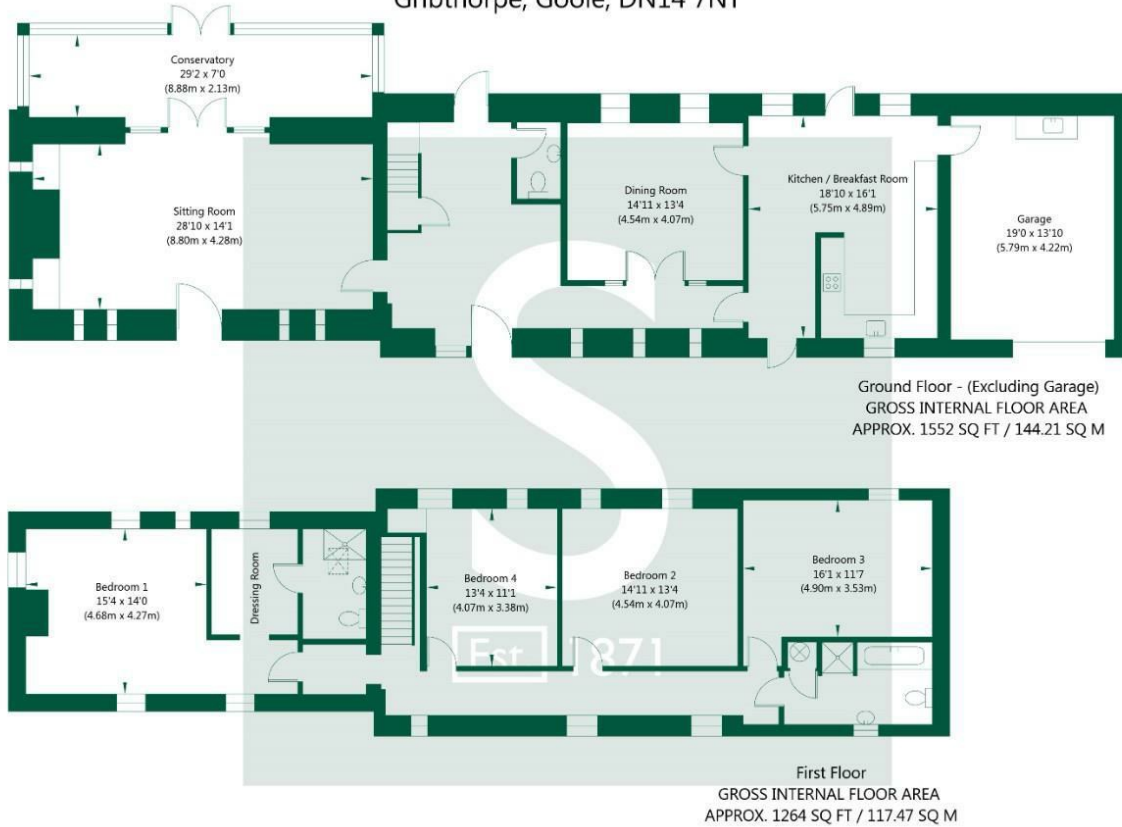 Gribthorpe, Goole, DN14 7NT
Conservatory
29'2 x 7'0
(8.88m x 2.13m)
Sitting Room
28'10 x 14'1
(8.80m x 4.28m)
Dining Room
14'11 x 13'4
(4.54m x 4.07m)
Kitchen / Breakfast Room
18'10 x 16'1
(5.75m x 4.89m)
Garage
19'0 x 13'10
(5.79m x 4.22m)
Ground Floor - (Excluding Garage)
GROSS INTERNAL FLOOR AREA
APPROX. 1552 SQ FT / 144.21 SQ M
S
Est 1871
Bedroom 1
15'4 x 14'0
(4.68m x 4.27m)
Dressing Room
Bedroom 4
13'4 x 11'1
(4.07m x 3.38m)
Bedroom 2
14'11 x 13'4
(4.54m x 4.07m)
Bedroom 3
16'1 x 11'7
(4.90m x 3.53m)
First Floor
GROSS INTERNAL FLOOR AREA
APPROX. 1264 SQ FT / 117.47 SQ M